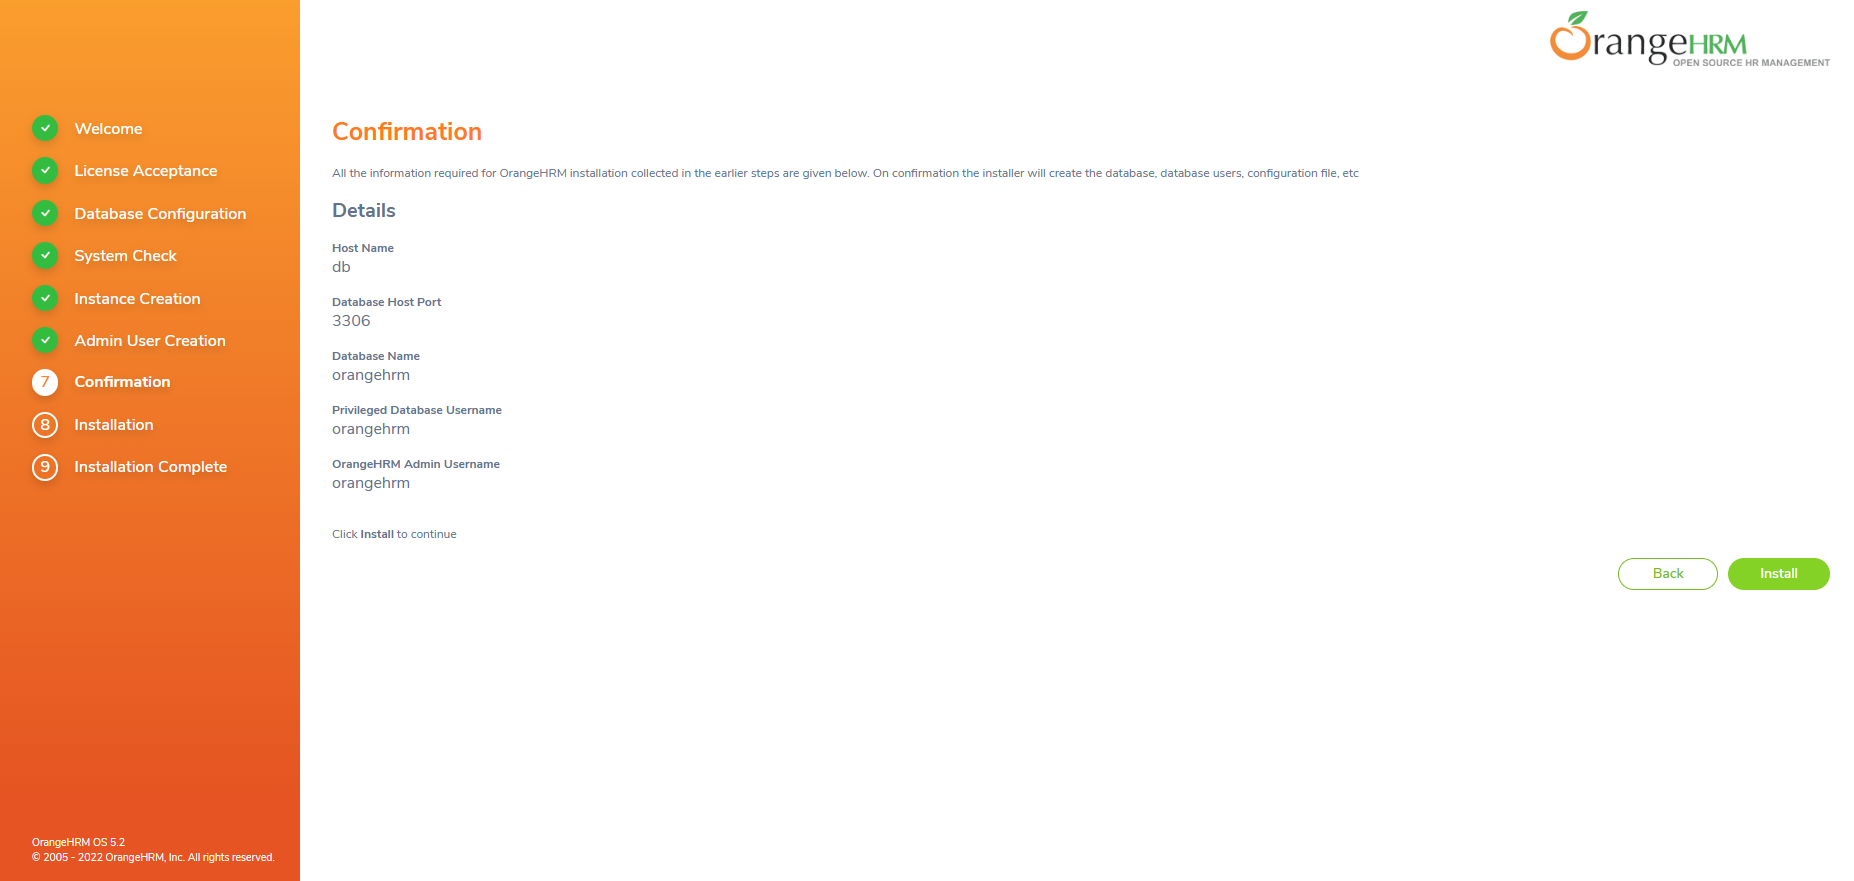 Welcome
License Acceptance
Database Configuration
System Check
Instance Creation
Admin User Creation
7 Confirmation
8 Installation
9 Installation Complete
OrangeHRM OS 5.2
© 2005 - 2022 OrangeHRM, Inc. All rights reserved.
OrangeHRM
OPEN SOURCE HR MANAGEMENT
Confirmation
All the information required for OrangeHRM installation collected in the earlier steps are given below. On confirmation the installer will create the database, database users, configuration file, etc
Details
Host Name
db
Database Host Port
3306
Database Name
orangehrm
Privileged Database Username
orangehrm
OrangeHRM Admin Username
orangehrm
Click Install to continue
Back Install